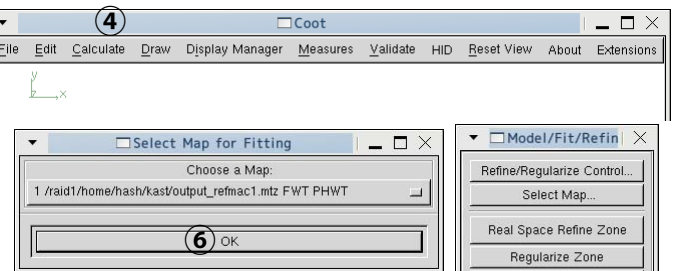 ④
Coot
File Edit Calculate Draw Display Manager Measures Validate HID Reset View About Extensions
y
z x
Select Map for Fitting
Choose a Map:
1 /raid1/home/hash/kast/output_refmac1.mtz FWT PHWT
⑥ OK
Model/Fit/Refin
Refine/Regularize Control...
Select Map...
Real Space Refine Zone
Regularize Zone